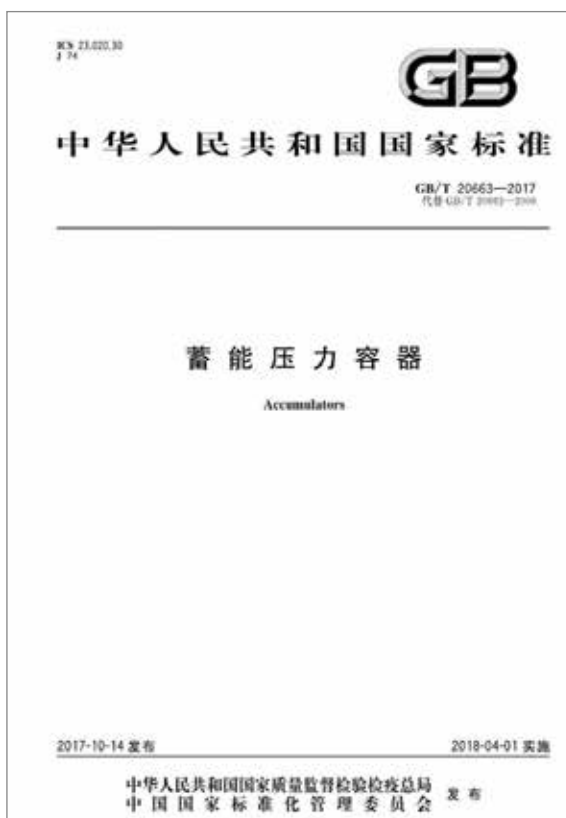 ICS 23.020.30
J 74
GB
中华人民共和国国家标准
GB/T 20663—2017
代替 GB/T 20663—2006
蓄能压力容器
Accumulators
2017-10-14 发布
2018-04-01 实施
中华人民共和国国家质量监督检验检疫总局
中国国家标准化管理委员会
发布